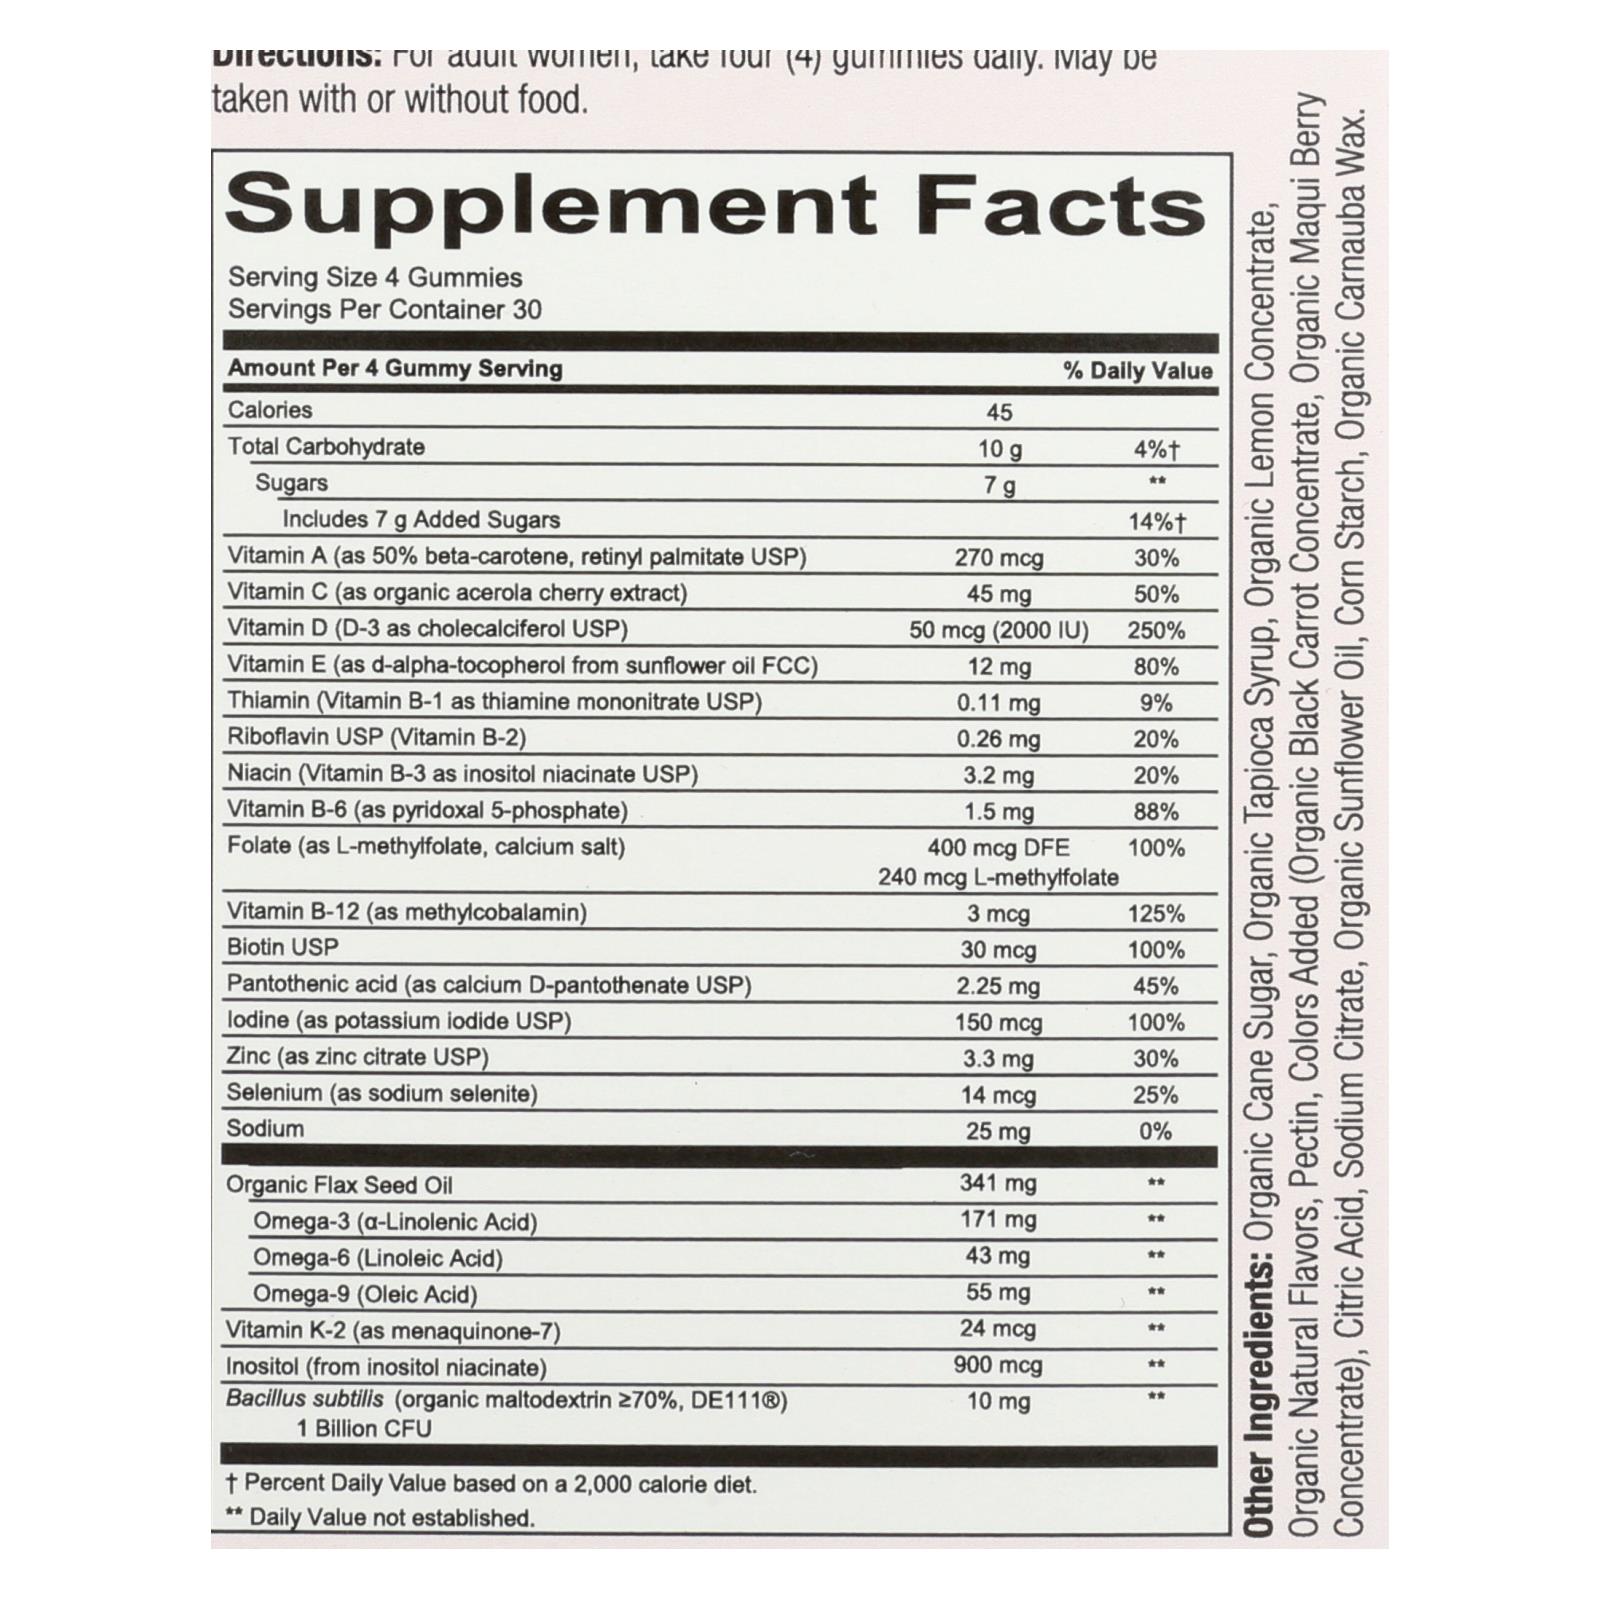 Directions: For adult women, take four (4) gummies daily. May be
taken with or without food.
Supplement Facts
Serving Size 4 Gummies
Servings Per Container 30
Amount Per 4 Gummy Serving % Daily Value
Calories 45
Total Carbohydrate 10 g 4%†
Sugars 7 g **
Includes 7 g Added Sugars 14%†
Vitamin A (as 50% beta-carotene, retinyl palmitate USP) 270 mcg 30%
Vitamin C (as organic acerola cherry extract) 45 mg 50%
Vitamin D (D-3 as cholecalciferol USP) 50 mcg (2000 IU) 250%
Vitamin E (as d-alpha-tocopherol from sunflower oil FCC) 12 mg 80%
Thiamin (Vitamin B-1 as thiamine mononitrate USP) 0.11 mg 9%
Riboflavin USP (Vitamin B-2) 0.26 mg 20%
Niacin (Vitamin B-3 as inositol niacinate USP) 3.2 mg 20%
Vitamin B-6 (as pyridoxal 5-phosphate) 1.5 mg 88%
Folate (as L-methylfolate, calcium salt) 400 mcg DFE 100%
240 mcg L-methylfolate
Vitamin B-12 (as methylcobalamin) 3 mcg 125%
Biotin USP 30 mcg 100%
Pantothenic acid (as calcium D-pantothenate USP) 2.25 mg 45%
Iodine (as potassium iodide USP) 150 mcg 100%
Zinc (as zinc citrate USP) 3.3 mg 30%
Selenium (as sodium selenite) 14 mcg 25%
Sodium 25 mg 0%
Organic Flax Seed Oil 341 mg **
Omega-3 (α-Linolenic Acid) 171 mg **
Omega-6 (Linoleic Acid) 43 mg **
Omega-9 (Oleic Acid) 55 mg **
Vitamin K-2 (as menaquinone-7) 24 mcg **
Inositol (from inositol niacinate) 900 mcg **
Bacillus subtilis (organic maltodextrin ≥70%, DE111®) 10 mg **
1 Billion CFU
† Percent Daily Value based on a 2,000 calorie diet.
** Daily Value not established.
Other Ingredients: Organic Cane Sugar, Organic Tapioca Syrup, Organic Lemon Concentrate,
Organic Natural Flavors, Pectin, Colors Added (Organic Black Carrot Concentrate, Organic Maqui Berry
Concentrate), Citric Acid, Sodium Citrate, Organic Sunflower Oil, Corn Starch, Organic Carnauba Wax.